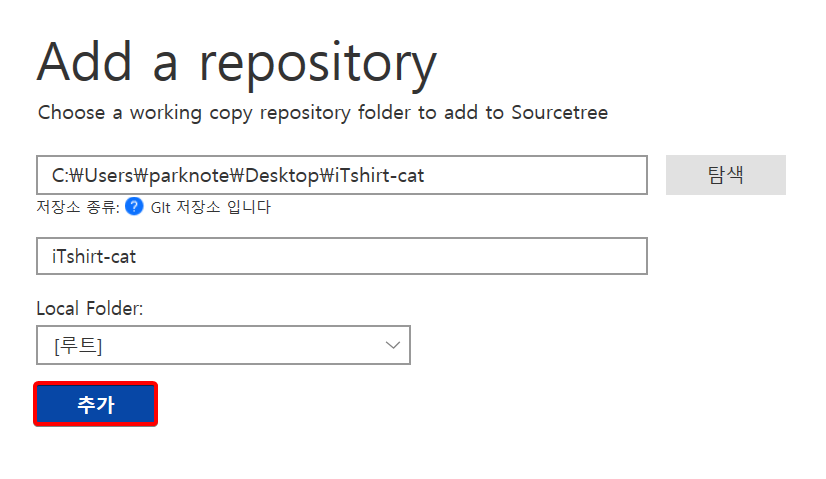 Add a repository
Choose a working copy repository folder to add to Sourcetree
C:₩Users₩parknote₩Desktop₩iTshirt-cat
탐색
저장소 종류: ? GIt 저장소 입니다
iTshirt-cat
Local Folder:
[루트]
추가